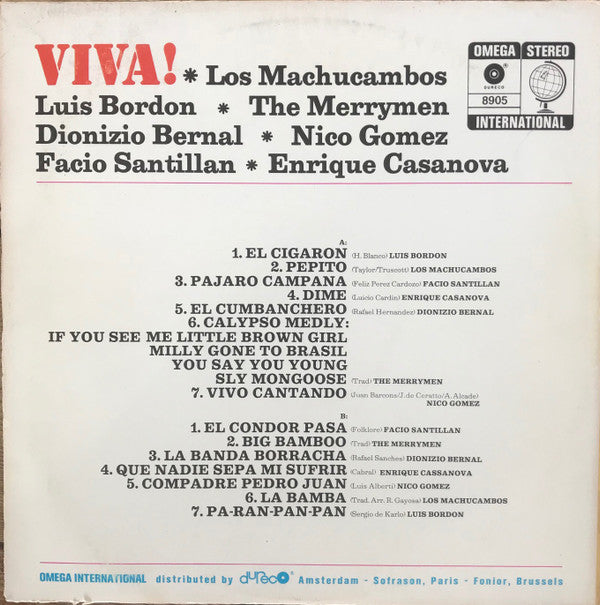 VIVA! * Los Machucambos
Luis Bordon * The Merrymen
Dionizio Bernal * Nico Gomez
Facio Santillan * Enrique Casanova
OMEGA STEREO
DURECO
8905
INTERNATIONAL
A:
1. EL CIGARON (H. Blanco) LUIS BORDON
2. PEPITO (Taylor/Truscott) LOS MACHUCAMBOS
3. PAJARO CAMPANA (Feliz Perez Cardozo) FACIO SANTILLAN
4. DIME (Luicio Cardin) ENRIQUE CASANOVA
5. EL CUMBANCHERO (Rafael Hernandez) DIONIZIO BERNAL
6. CALYPSO MEDLY:
IF YOU SEE ME LITTLE BROWN GIRL
MILLY GONE TO BRASIL
YOU SAY YOU YOUNG
SLY MONGOOSE (Trad) THE MERRYMEN
7. VIVO CANTANDO (Juan Barcons/J. de Ceratto/A. Alcade)
NICO GOMEZ
B:
1. EL CONDOR PASA (Folklore) FACIO SANTILLAN
2. BIG BAMBOO (Trad) THE MERRYMEN
3. LA BANDA BORRACHA (Rafael Sanches) DIONIZIO BERNAL
4. QUE NADIE SEPA MI SUFRIR (Cabral) ENRIQUE CASSANOVA
5. COMPADRE PEDRO JUAN (Luis Alberti) NICO GOMEZ
6. LA BAMBA (Trad. Arr. R. Gayosa) LOS MACHUCAMBOS
7. PA-RAN-PAN-PAN (Sergio de Karlo) LUIS BORDON
OMEGA INTERNATIONAL distributed by dureco Amsterdam - Sofrason, Paris - Fonior, Brussels